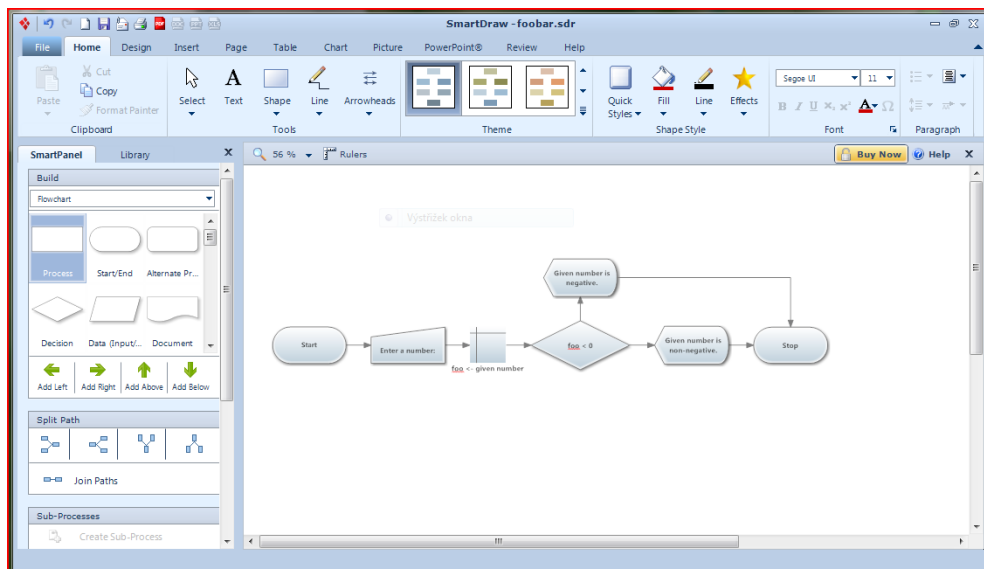 SmartDraw -foobar.sdr
File Home Design Insert Page Table Chart Picture PowerPoint® Review Help
Paste
Cut
Copy
Format Painter
Clipboard
Select Text Shape Line Arrowheads
Tools
Theme
Quick Styles Fill Line Effects
Shape Style
Segoe UI 11
B I U X, x² A Ω
Font
Paragraph
SmartPanel Library X
56 % Rulers
Buy Now Help X
Build
Flowchart
Process Start/End Alternate Pr...
Decision Data (Input/... Document
Add Left Add Right Add Above Add Below
Split Path
Join Paths
Sub-Processes
Create Sub-Process
Výstřižek okna
Given number is
negative.
Start
Enter a number:
foo <- given number
foo < 0
Given number is
non-negative.
Stop